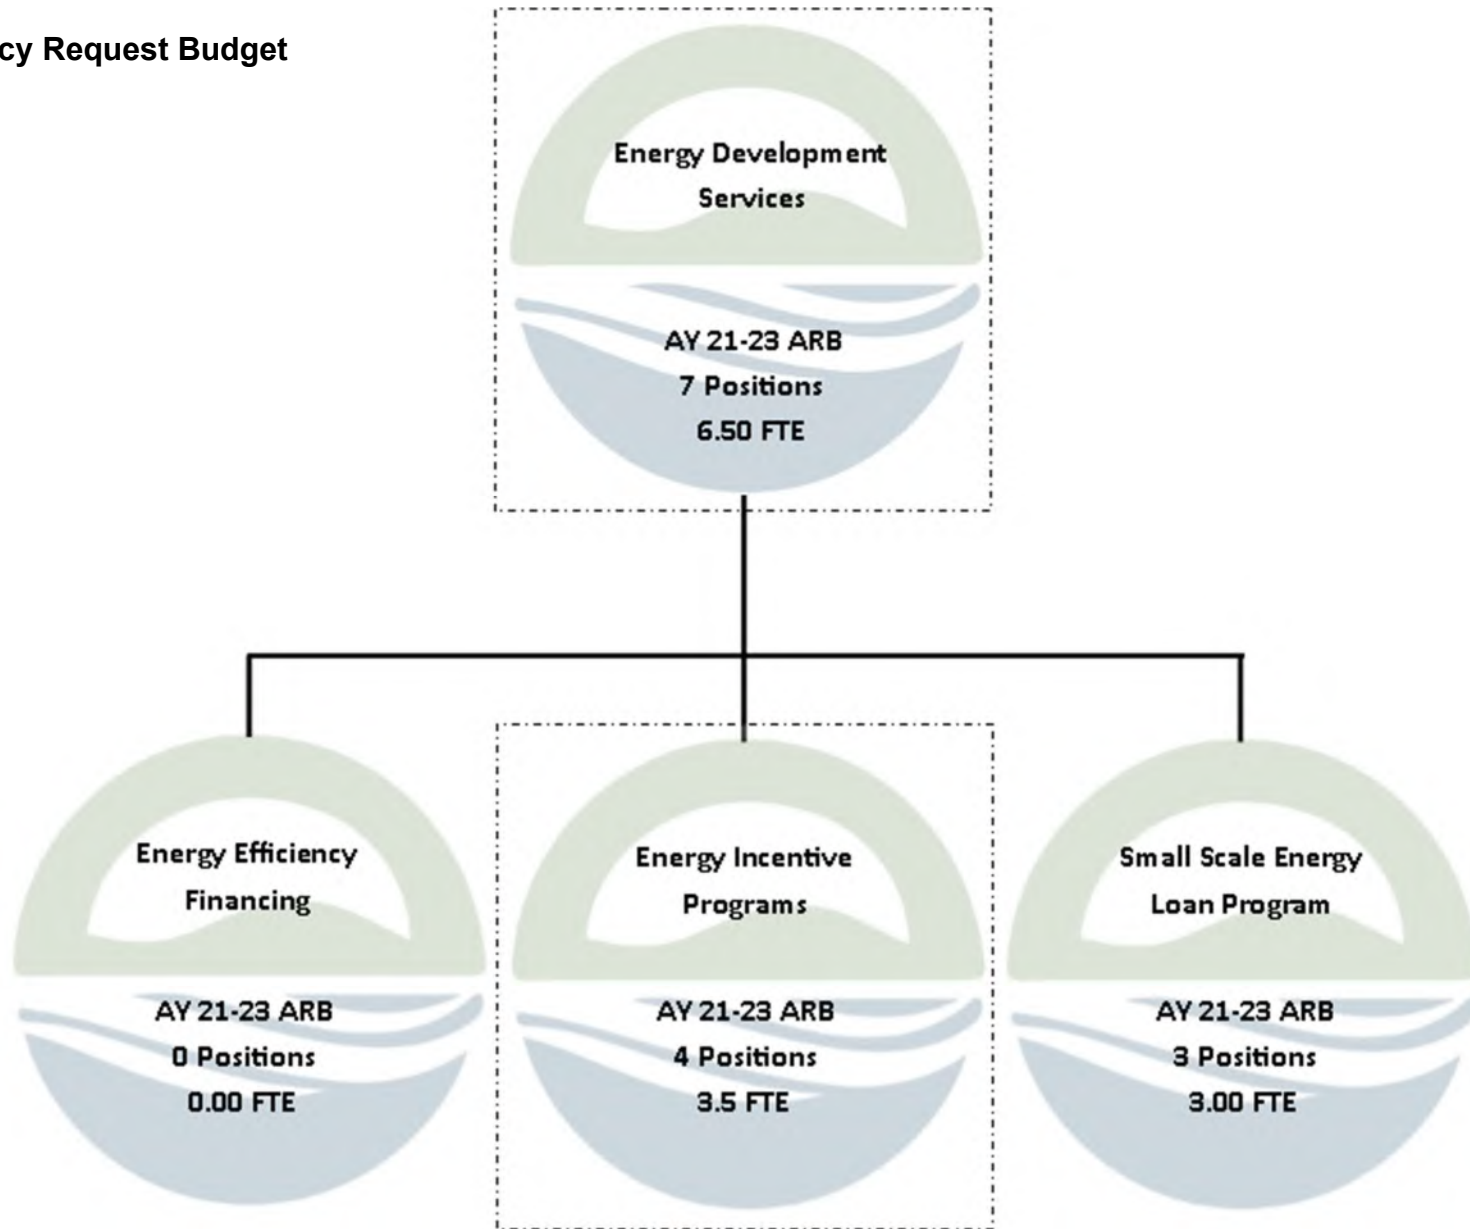 cy Request Budget
Energy Development
Services
AY 21-23 ARB
7 Positions
6.50 FTE
Energy Efficiency
Financing
AY 21-23 ARB
0 Positions
0.00 FTE
Energy Incentive
Programs
AY 21-23 ARB
4 Positions
3.5 FTE
Small Scale Energy
Loan Program
AY 21-23 ARB
3 Positions
3.00 FTE